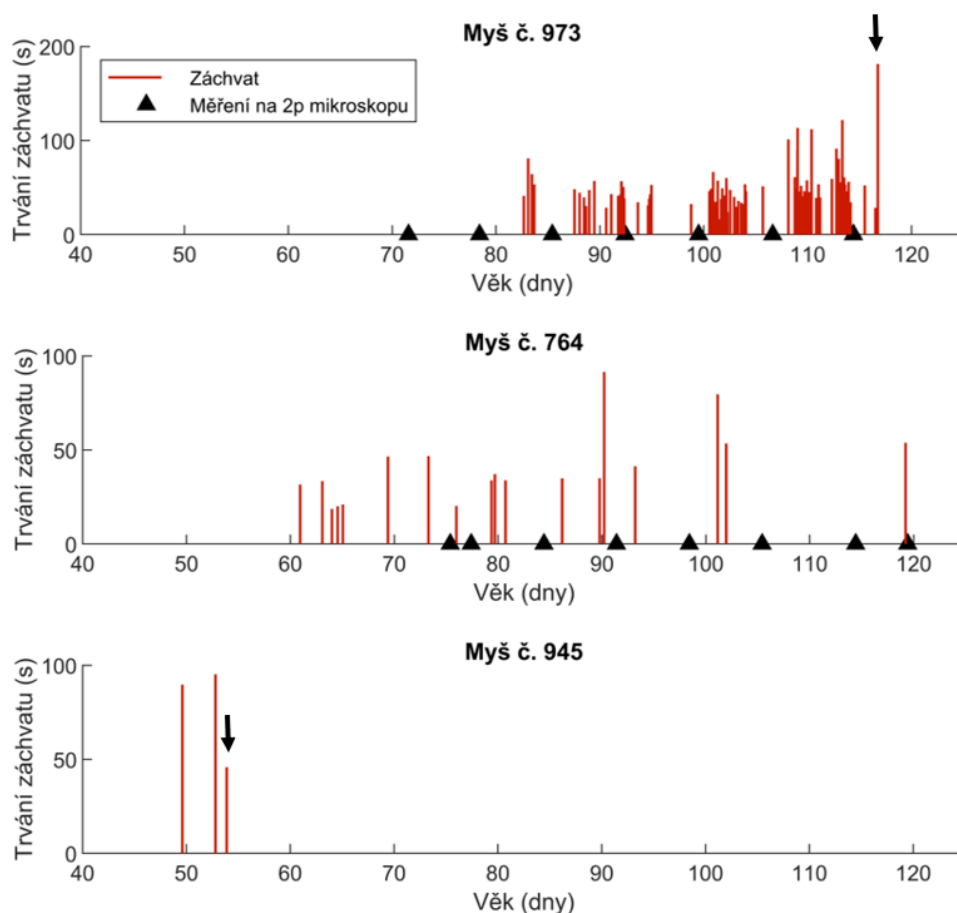 Myš č. 973
Trvání záchvatu (s)
200
100
0
Záchvat
Měření na 2p mikroskopu
40 50 60 70 80 90 100 110 120
Věk (dny)
Myš č. 764
Trvání záchvatu (s)
100
50
0
40 50 60 70 80 90 100 110 120
Věk (dny)
Myš č. 945
Trvání záchvatu (s)
100
50
0
40 50 60 70 80 90 100 110 120
Věk (dny)